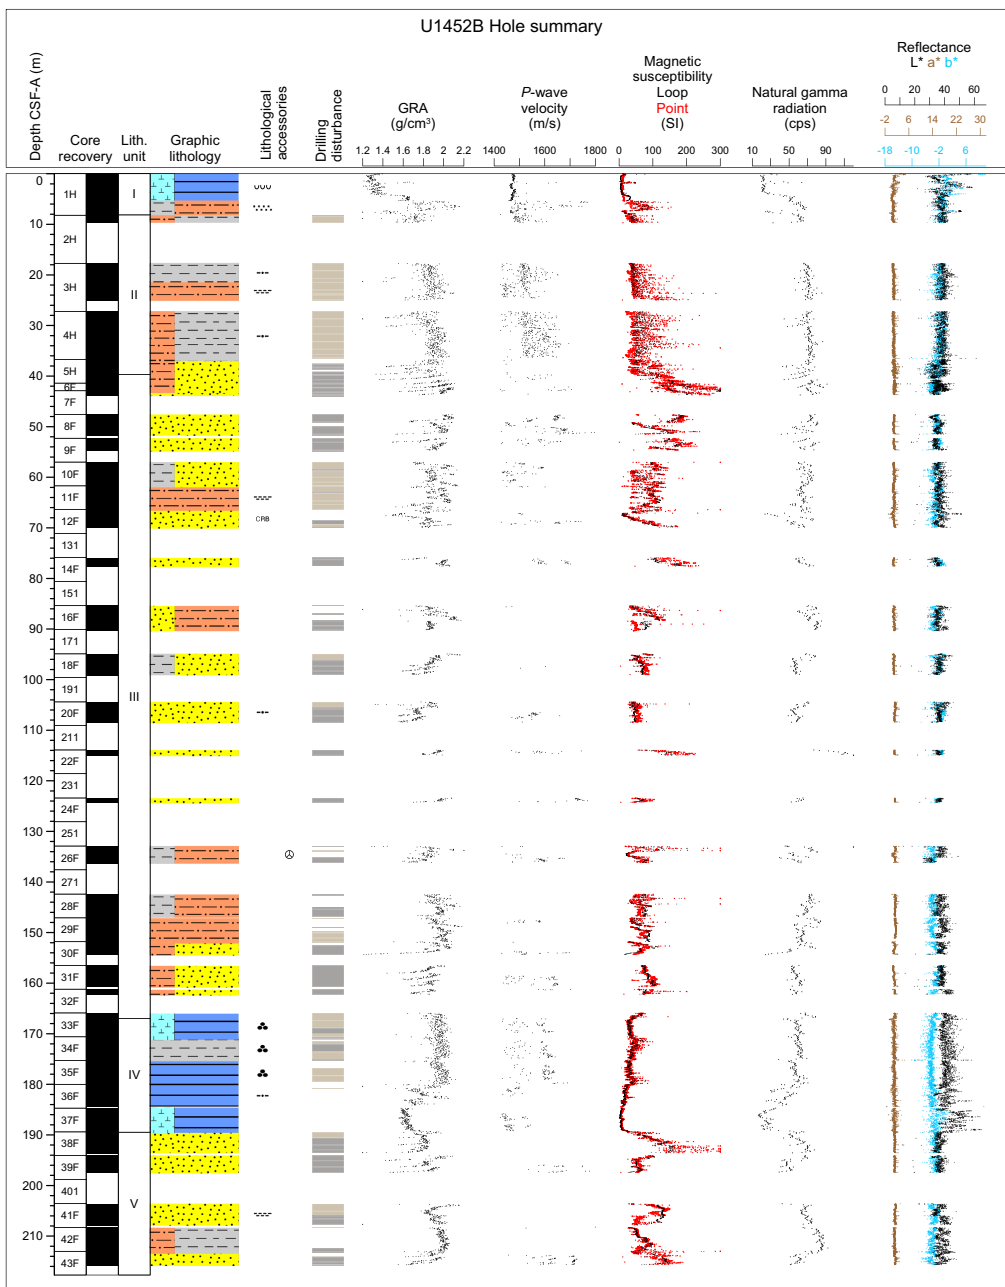 U1452B Hole summary
Depth CSF-A (m)
Core
recovery
Lith.
unit
Graphic
lithology
Lithological
accessories
Drilling
disturbance
GRA
(g/cm³)
1.2 1.4 1.6 1.8 2 2.2
P-wave
velocity
(m/s)
1400 1600 1800
Magnetic
susceptibility
Loop
Point
(SI)
0 100 200 300
Natural gamma
radiation
(cps)
10 50 90
Reflectance
L* a* b*
0 20 40 60
-2 6 14 22 30
-18 -10 -2 6
0
10
20
30
40
50
60
70
80
90
100
110
120
130
140
150
160
170
180
190
200
210
1H
2H
3H
4H
5H
6F
7F
8F
9F
10F
11F
12F
131
14F
151
16F
171
18F
191
20F
211
22F
231
24F
251
26F
271
28F
29F
30F
31F
32F
33F
34F
35F
36F
37F
38F
39F
401
41F
42F
43F
I
II
III
IV
V
CRB